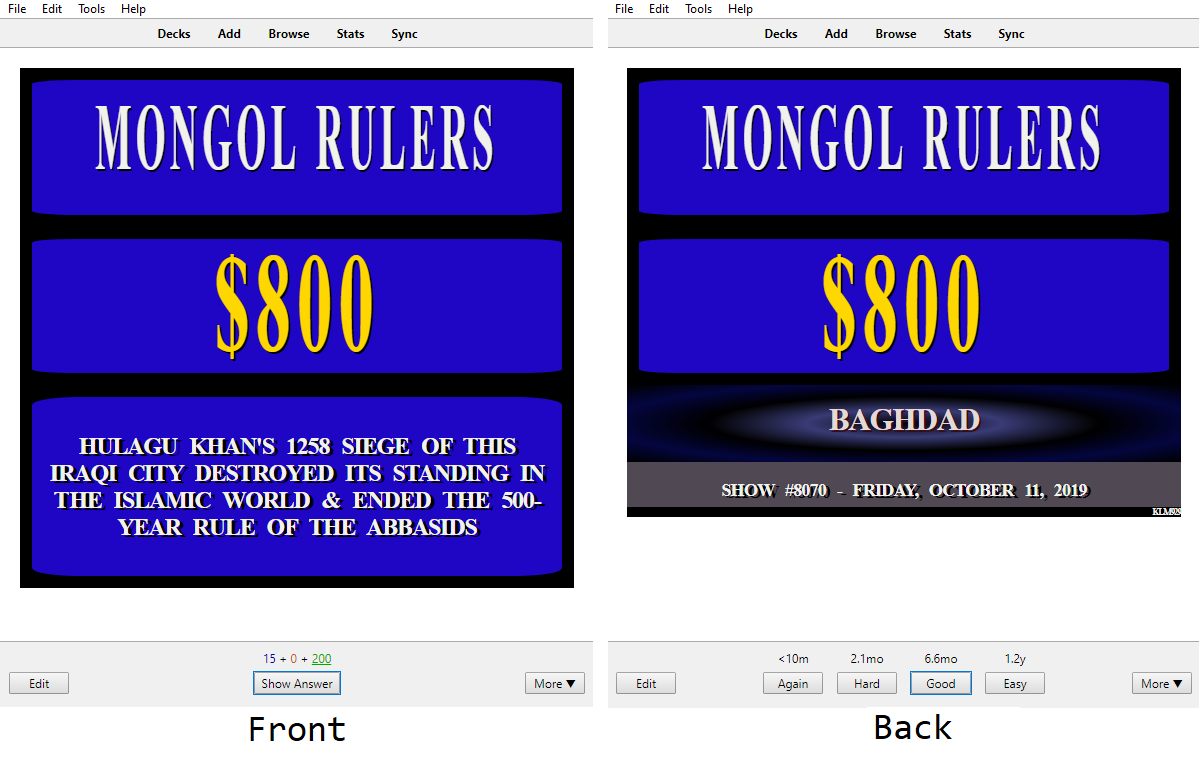 File Edit Tools Help
Decks Add Browse Stats Sync
MONGOL RULERS
$800
HULAGU KHAN'S 1258 SIEGE OF THIS
IRAQI CITY DESTROYED ITS STANDING IN
THE ISLAMIC WORLD & ENDED THE 500-
YEAR RULE OF THE ABBASIDS
15 + 0 + 200
Edit Show Answer More ▼
Front
File Edit Tools Help
Decks Add Browse Stats Sync
MONGOL RULERS
$800
BAGHDAD
SHOW #8070 - FRIDAY, OCTOBER 11, 2019
<10m 2.1mo 6.6mo 1.2y
Edit Again Hard Good Easy More ▼
Back